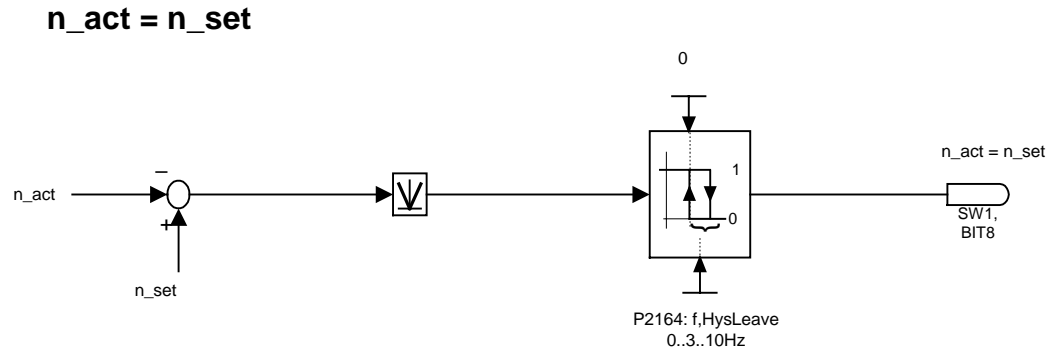 n_act = n_set
0
n_act = n_set
n_act
−
1
+
0
SW1,
BIT8
n_set
P2164: f,HysLeave
0..3..10Hz